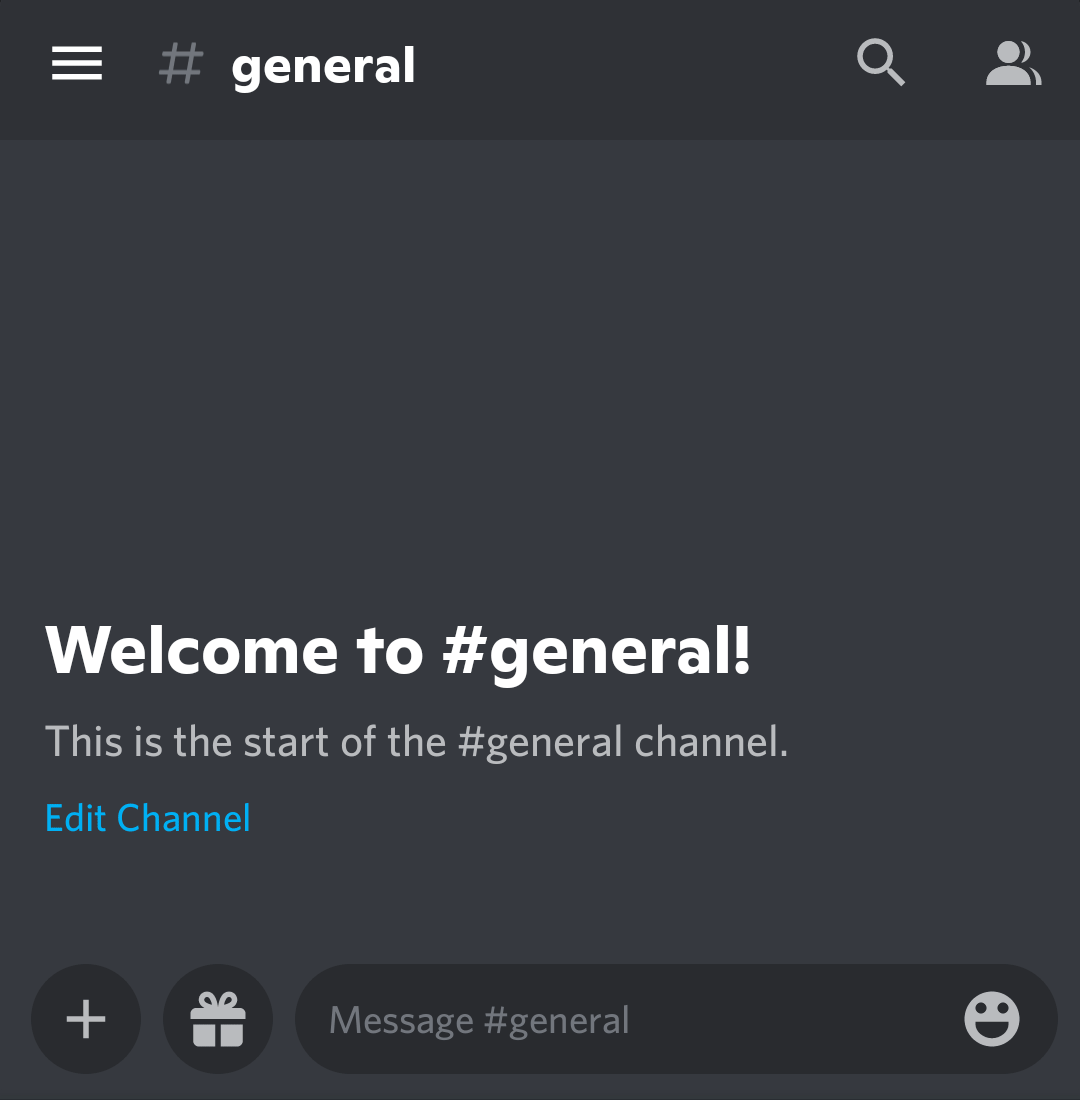 # general
Welcome to #general!
This is the start of the #general channel.
Edit Channel
Message #general